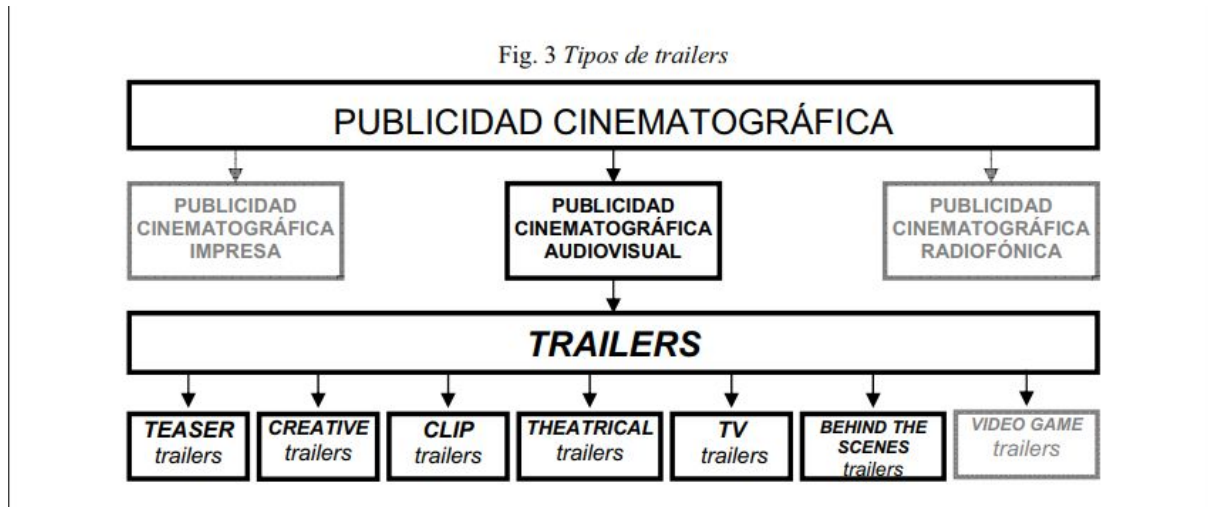 Fig. 3 Tipos de trailers
PUBLICIDAD CINEMATOGRÁFICA
PUBLICIDAD
CINEMATOGRÁFICA
IMPRESA
PUBLICIDAD
CINEMATOGRÁFICA
AUDIOVISUAL
PUBLICIDAD
CINEMATOGRÁFICA
RADIOFÓNICA
TRAILERS
TEASER
trailers
CREATIVE
trailers
CLIP
trailers
THEATRICAL
trailers
TV
trailers
BEHIND THE
SCENES
trailers
VIDEO GAME
trailers